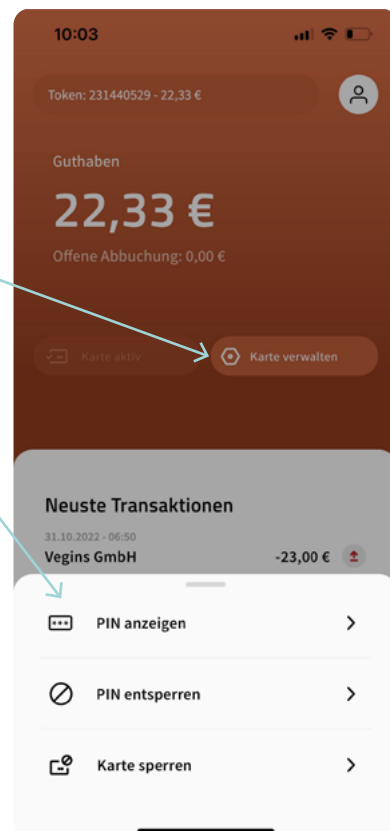 10:03
Token: 231440529 - 22,33 €
Guthaben
22,33 €
Offene Abbuchung: 0,00 €
Karte aktiv
Karte verwalten
Neuste Transaktionen
31.10.2022 - 06:50
Vegins GmbH -23,00 €
PIN anzeigen
PIN entsperren
Karte sperren